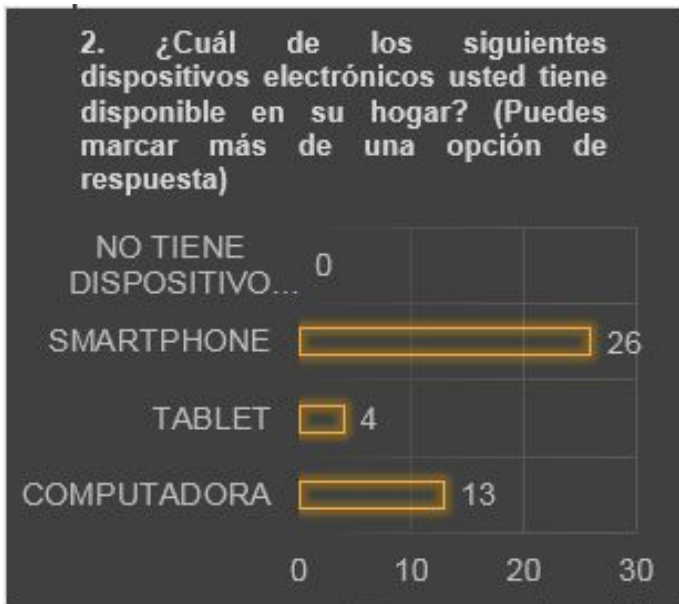 2. ¿Cuál de los siguientes
dispositivos electrónicos usted tiene
disponible en su hogar? (Puedes
marcar más de una opción de
respuesta)
NO TIENE
DISPOSITIVO...
0
SMARTPHONE
26
TABLET
4
COMPUTADORA
13
0 10 20 30